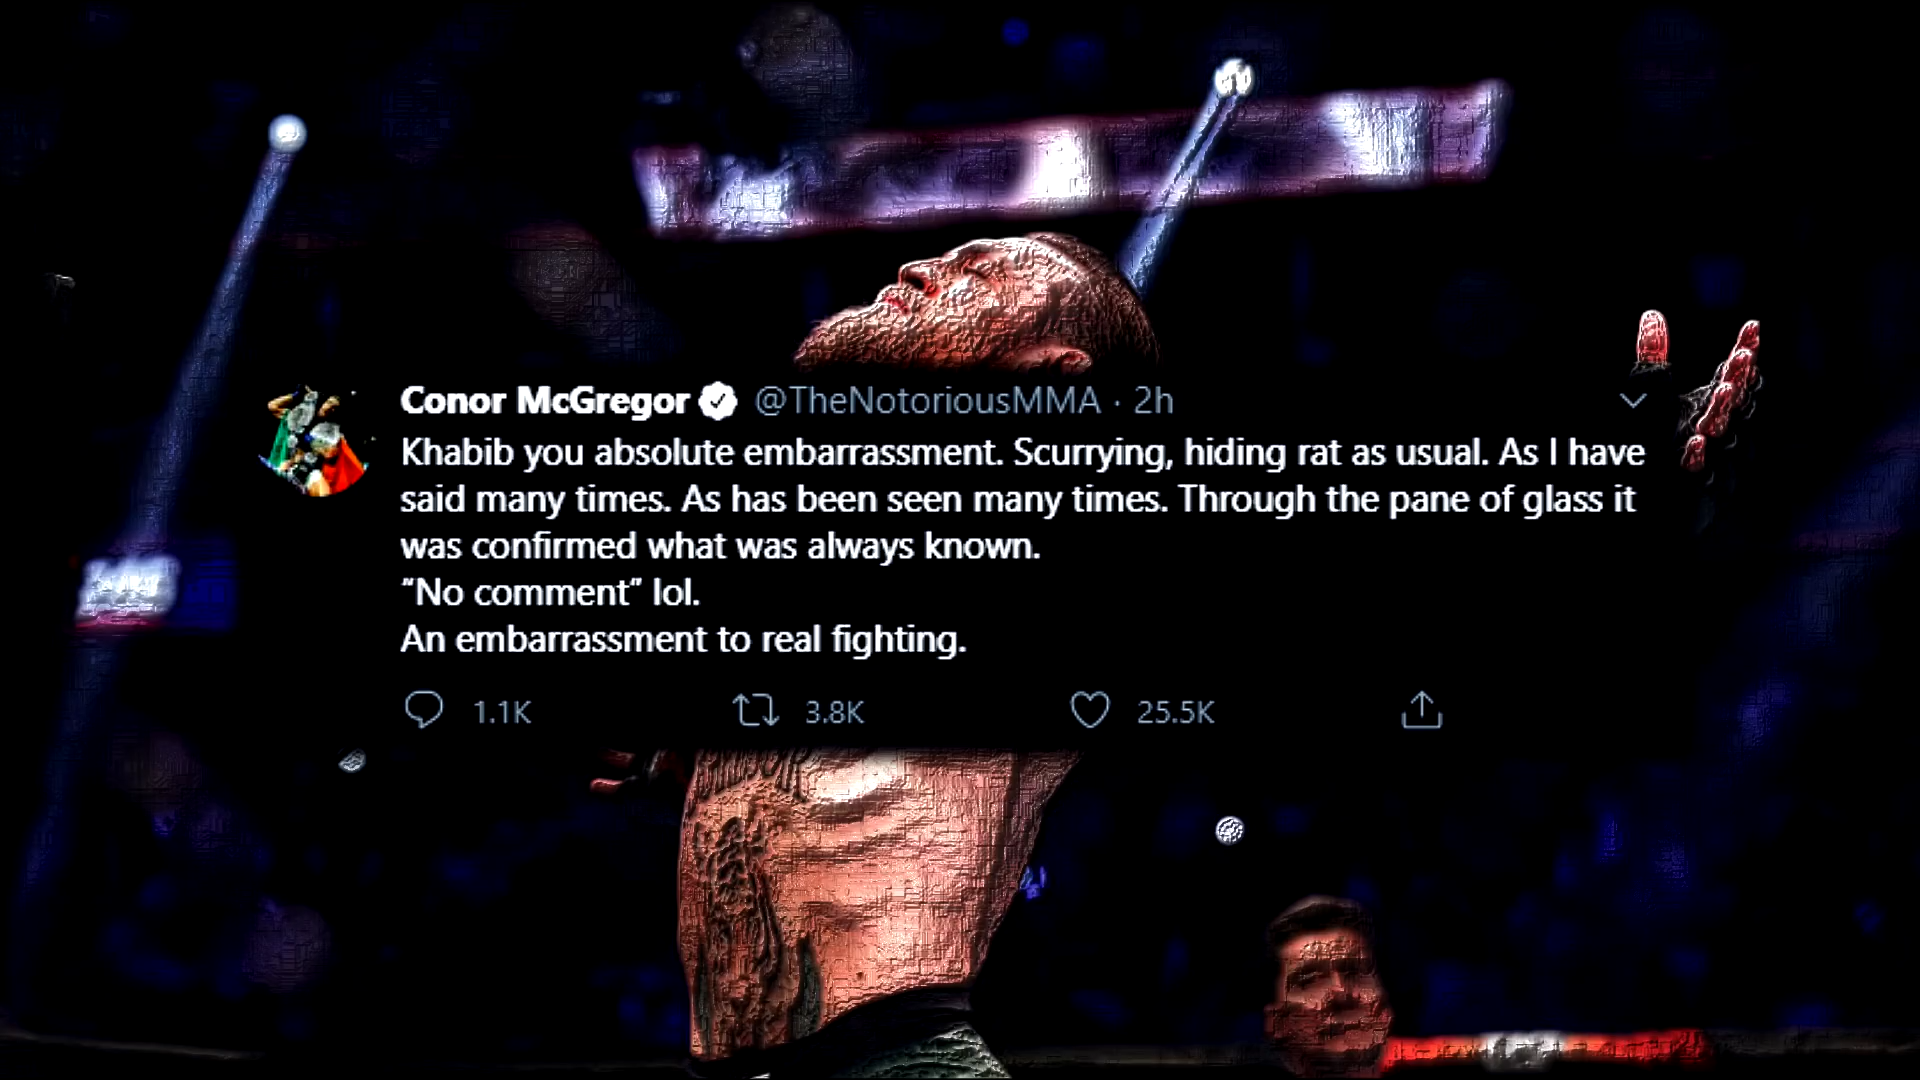 Conor McGregor @TheNotoriousMMA · 2h
Khabib you absolute embarrassment. Scurrying, hiding rat as usual. As I have
said many times. As has been seen many times. Through the pane of glass it
was confirmed what was always known.
“No comment” lol.
An embarrassment to real fighting.
1.1K 3.8K 25.5K